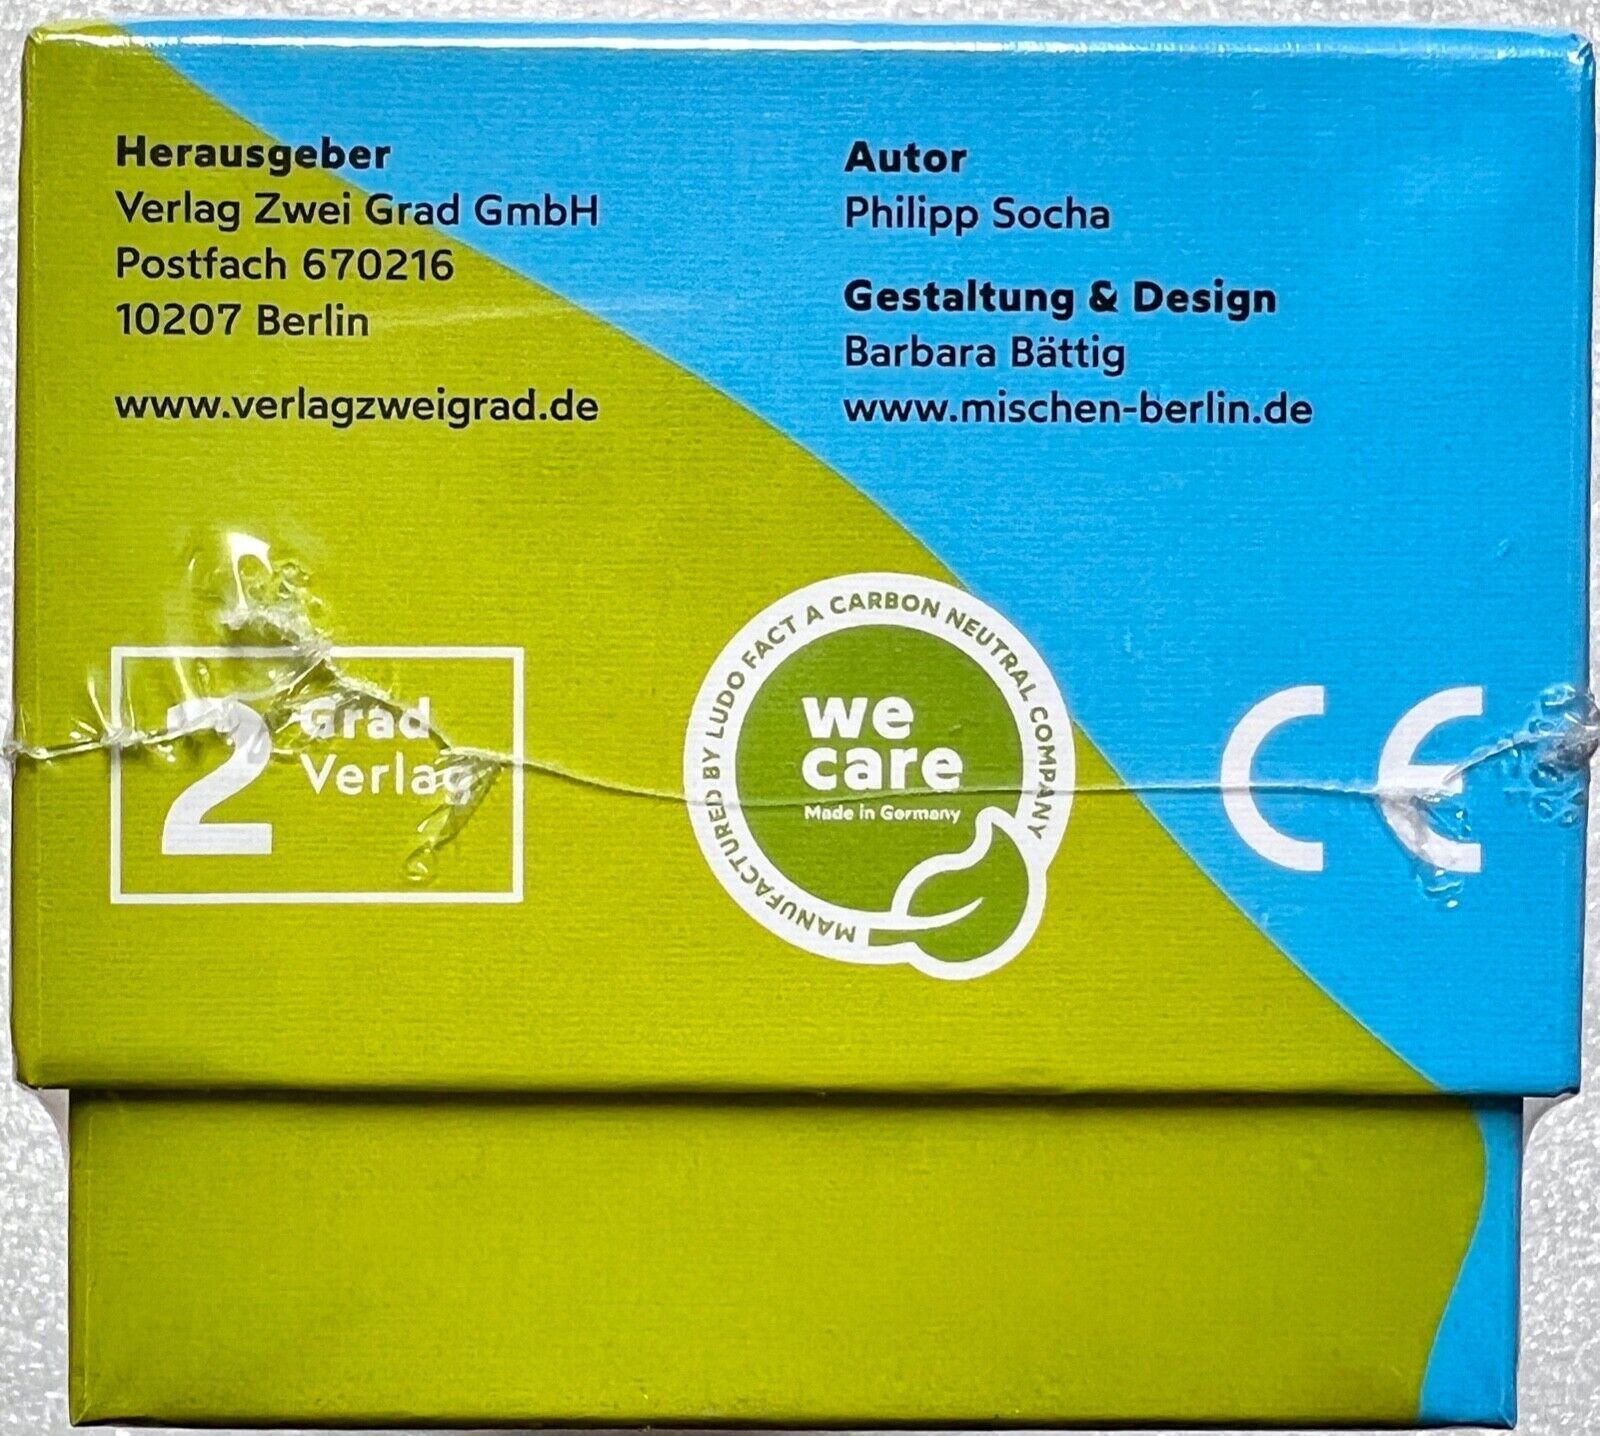 Herausgeber
Verlag Zwei Grad GmbH
Postfach 670216
10207 Berlin
www.verlagzweigrad.de
Autor
Philipp Socha
Gestaltung & Design
Barbara Bättig
www.mischen-berlin.de
2 Grad
Verlag
MANUFACTURED BY LUDO FACT A CARBON NEUTRAL COMPANY
we
care
Made in Germany
CE